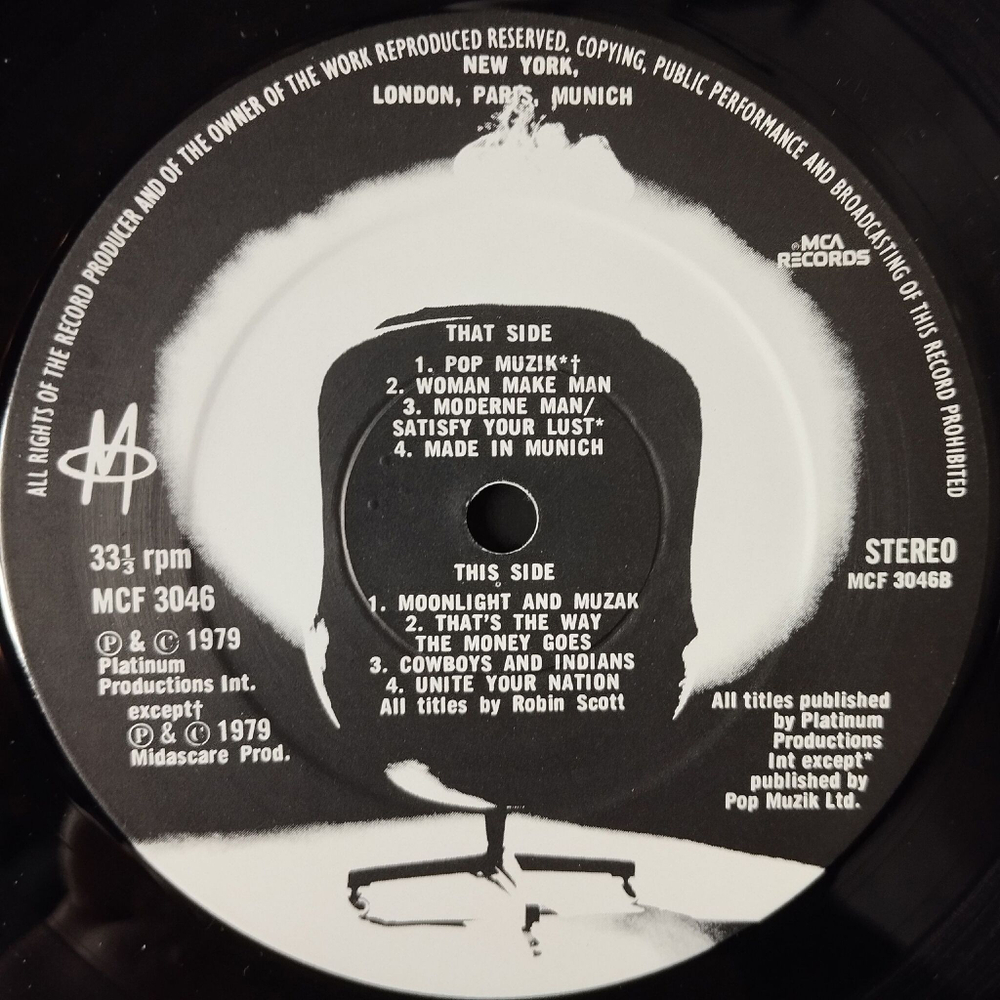 ALL RIGHTS OF THE RECORD PRODUCER AND OF THE OWNER OF THE WORK REPRODUCED RESERVED. COPYING, PUBLIC PERFORMANCE AND BROADCASTING OF THIS RECORD PROHIBITED
NEW YORK,
LONDON, PARIS, MUNICH
®MCA
RECORDS
THAT SIDE
1. POP MUZIK*†
2. WOMAN MAKE MAN
3. MODERNE MAN/
SATISFY YOUR LUST*
4. MADE IN MUNICH
M
33⅓ rpm
MCF 3046
Ⓟ & © 1979
Platinum
Productions Int.
except†
Ⓟ & © 1979
Midascare Prod.
THIS SIDE
1. MOONLIGHT AND MUZAK
2. THAT'S THE WAY
THE MONEY GOES
3. COWBOYS AND INDIANS
4. UNITE YOUR NATION
All titles by Robin Scott
STEREO
MCF 3046B
All titles published
by Platinum
Productions
Int except*
published by
Pop Muzik Ltd.